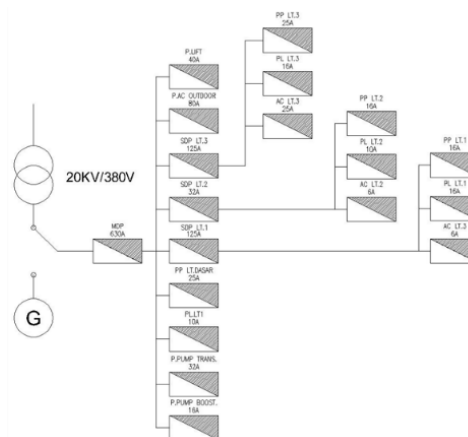 PP LT.3
25A
P.LIFT
40A
PL LT.3
16A
P.AC OUTDOOR
80A
AC LT.3
25A
PP LT.2
16A
SDP LT.3
125A
PL LT.2
10A
PP LT.1
16A
20KV/380V
SDP LT.2
32A
AC LT.2
6A
PL LT.1
16A
MDP
630A
SDP LT.1
125A
AC LT.3
6A
PP LT.DASAR
25A
G
PL.LT1
10A
P.PUMP TRANS.
32A
P.PUMP BOOST.
16A